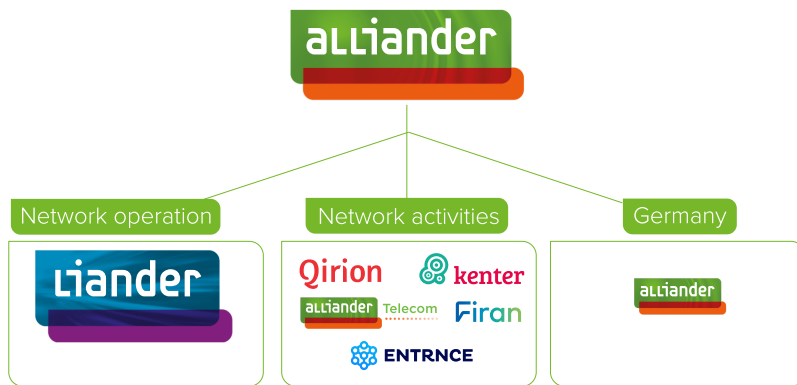 alliander
Network operation
Network activities
Germany
Liander
Qirion
kenter
alliander Telecom
Firan
ENTRNCE
alliander